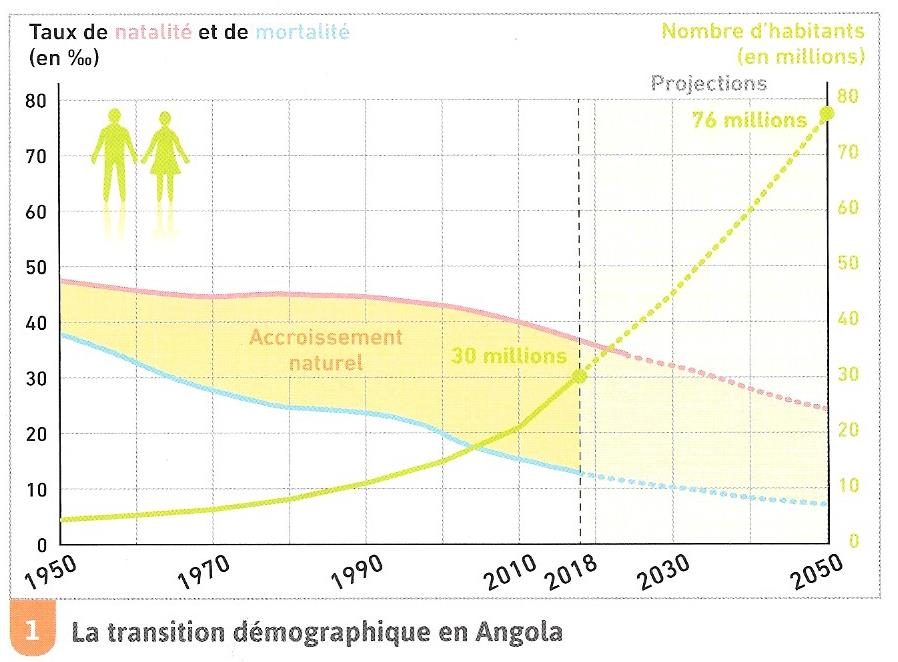 Taux de natalité et de mortalité
(en ‰)
Nombre d'habitants
(en millions)
Projections
80
70
60
50
40
30
20
10
0
80
70
60
50
40
30
20
10
0
76 millions
Accroissement
naturel
30 millions
1950
1970
1990
2010
2018
2030
2050
1 La transition démographique en Angola